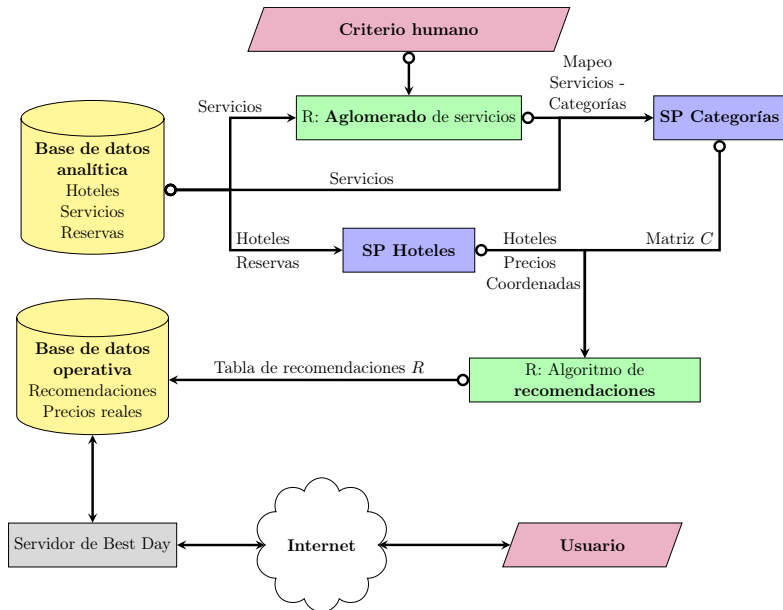 Criterio humano
Mapeo
Servicios -
Categorías
Servicios
R: Aglomerado de servicios
SP Categorías
Base de datos
analítica
Hoteles
Servicios
Reservas
Servicios
Hoteles
Reservas
SP Hoteles
Hoteles
Precios
Coordenadas
Matriz C
Base de datos
operativa
Recomendaciones
Precios reales
Tabla de recomendaciones R
R: Algoritmo de
recomendaciones
Servidor de Best Day
Internet
Usuario